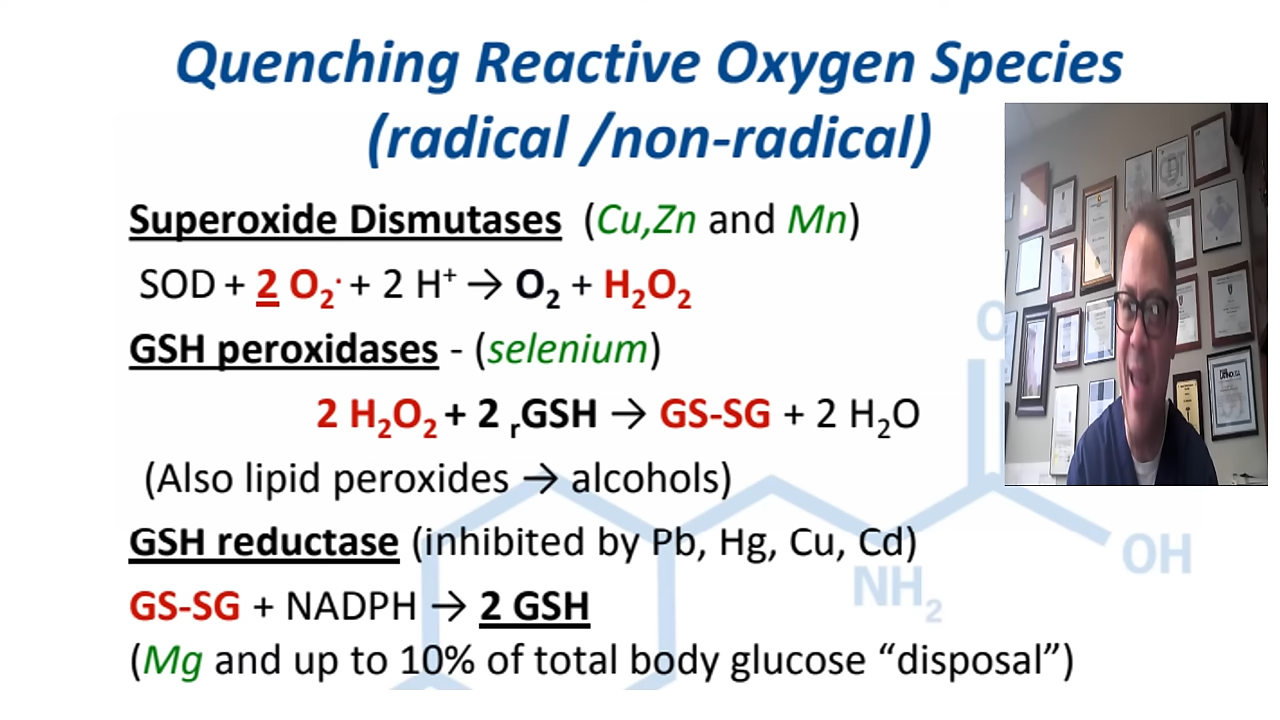 Quenching Reactive Oxygen Species
(radical /non-radical)
Superoxide Dismutases (Cu,Zn and Mn)
SOD + 2 O₂˙ + 2 H⁺ → O₂ + H₂O₂
GSH peroxidases - (selenium)
2 H₂O₂ + 2 ᵣGSH → GS-SG + 2 H₂O
(Also lipid peroxides → alcohols)
GSH reductase (inhibited by Pb, Hg, Cu, Cd)
GS-SG + NADPH → 2 GSH
(Mg and up to 10% of total body glucose “disposal”)
O
OH
NH₂